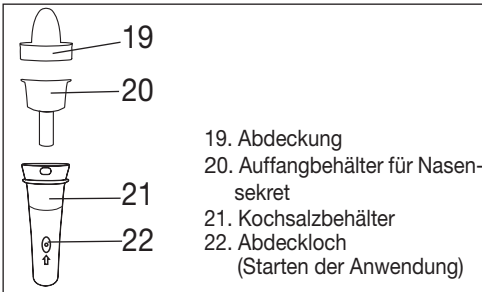 19
20
21
22
19. Abdeckung
20. Auffangbehälter für Nasen-
sekret
21. Kochsalzbehälter
22. Abdeckloch
(Starten der Anwendung)